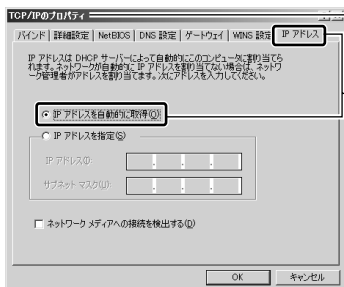 TCP/IPのプロパティ
バインド 詳細設定 NetBIOS DNS 設定 ゲートウェイ WINS 設定 IP アドレス
IP アドレスは DHCP サーバーによって自動的にこのコンピュータに割り当てら
れます。ネットワークが自動的に IP アドレスを割り当てない場合は、ネットワ
ーク管理者がアドレスを割り当てます。次にアドレスを入力してください。
IP アドレスを自動的に取得(O)
IP アドレスを指定(S)
IP アドレス(I):
サブネット マスク(U):
ネットワーク メディアへの接続を検出する(D)
OK キャンセル